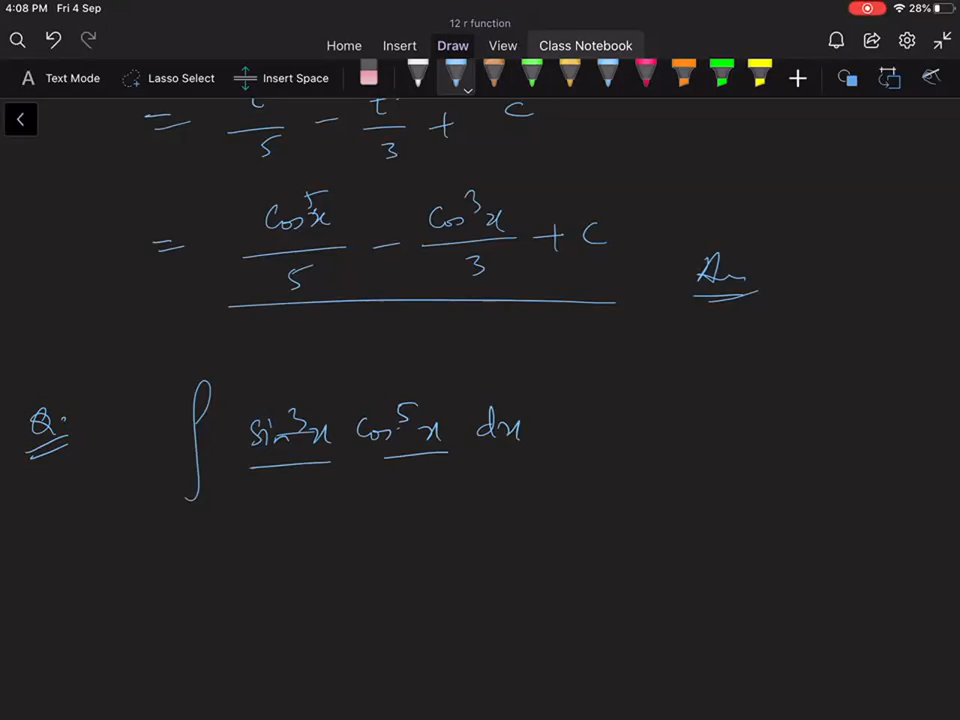 4:08 PM Fri 4 Sep 28%
12 r function
Home Insert Draw View Class Notebook
A Text Mode Lasso Select Insert Space
= /5 - /3 + C
= cos⁵x/5 - cos³x/3 + C
Q. ∫ sin³x cos⁵x dx